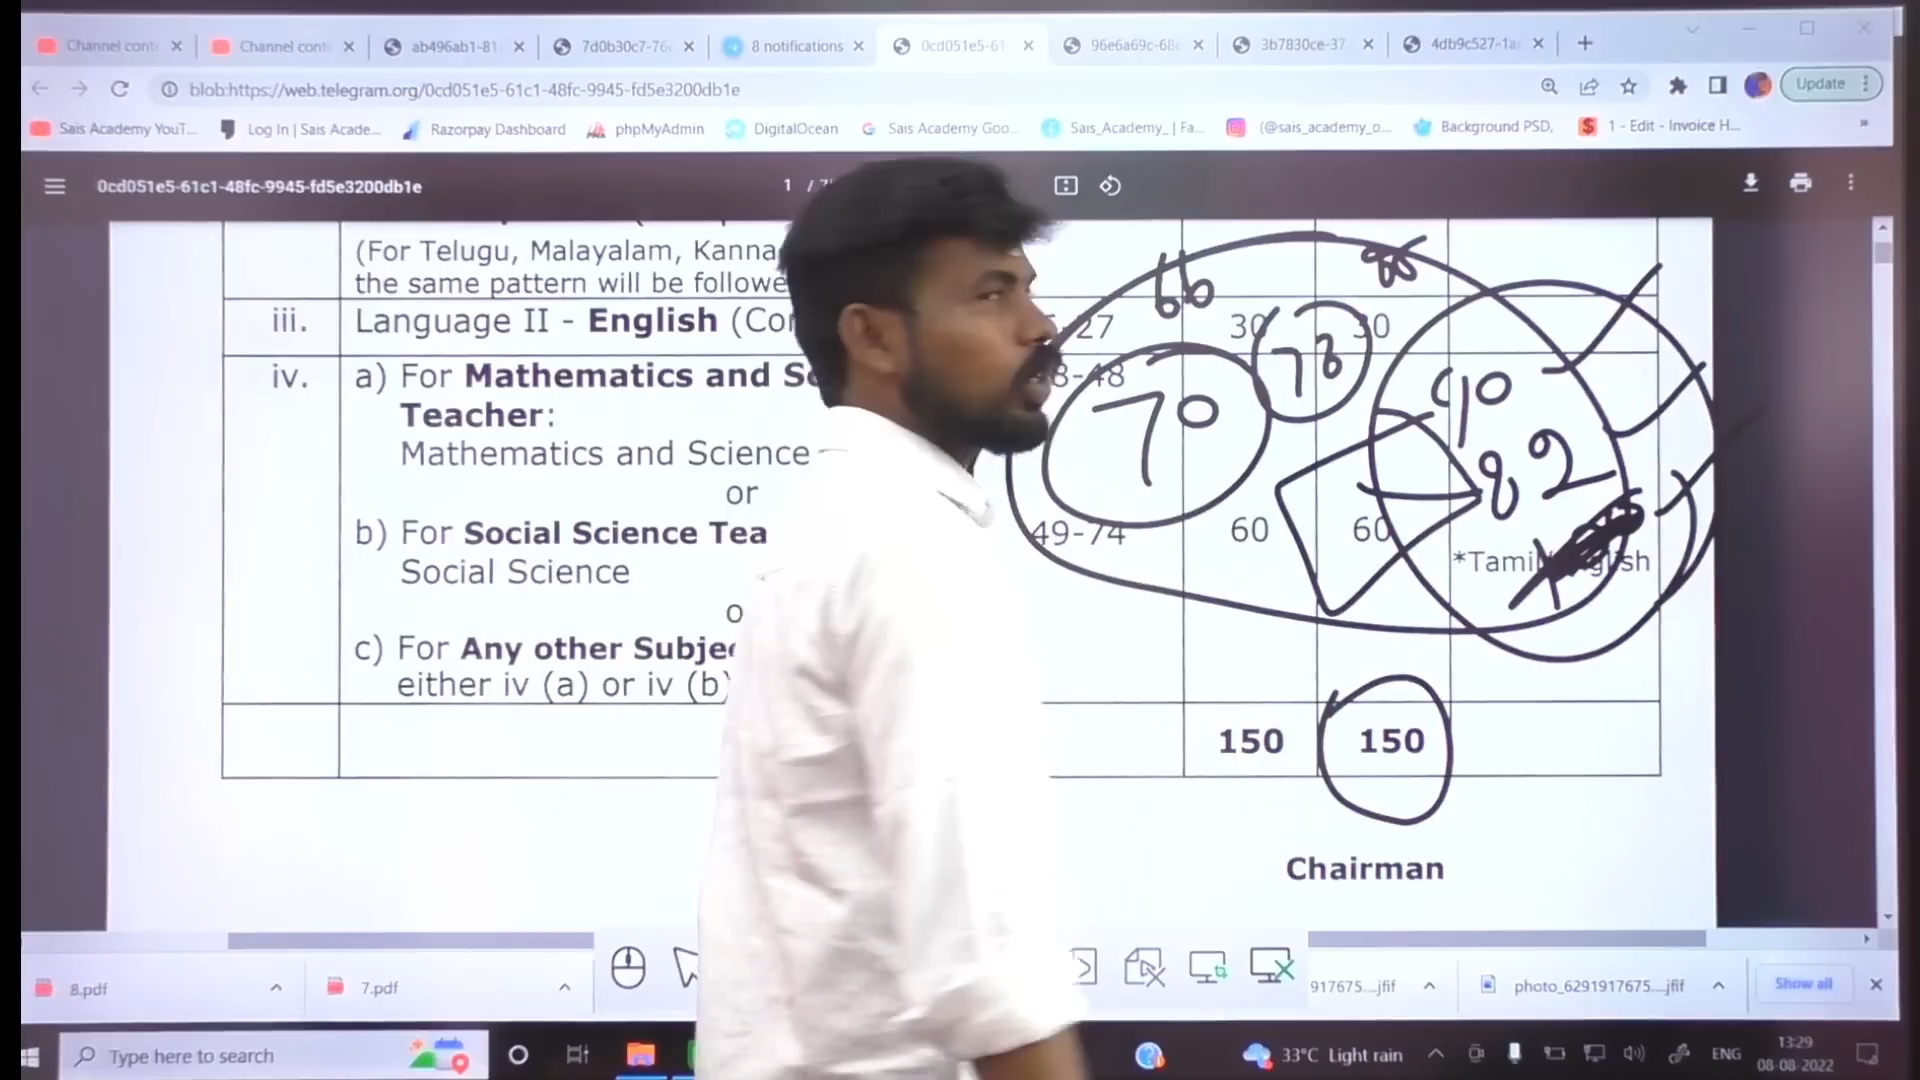 Channel cont
Channel cont
ab496ab1-81
7d0b30c7-76
8 notifications
0cd051e5-61
96e6a69c-68
3b7830ce-37
4db9c527-1a
blob:https://web.telegram.org/0cd051e5-61c1-48fc-9945-fd5e3200db1e
Update
Sais Academy YouT...
Log In | Sais Acade...
Razorpay Dashboard
phpMyAdmin
DigitalOcean
Sais Academy Goo...
Sais_Academy_ | Fa...
(@sais_academy_o...
Background PSD,
1 - Edit - Invoice H...
0cd051e5-61c1-48fc-9945-fd5e3200db1e
1 /
(For Telugu, Malayalam, Kanna
the same pattern will be followe
66
iii.
Language II - English (Co
27
30
78
30
iv.
a) For Mathematics and S
Teacher:
Mathematics and Science
8-48
70
90
82
or
b) For Social Science Tea
Social Science
49-74
60
60
*Tamil
sh
o
c) For Any other Subje
either iv (a) or iv (b)
150
150
Chairman
8.pdf
7.pdf
917675....jfif
photo_6291917675....jfif
Show all
Type here to search
33°C Light rain
ENG
13:29
08-08-2022